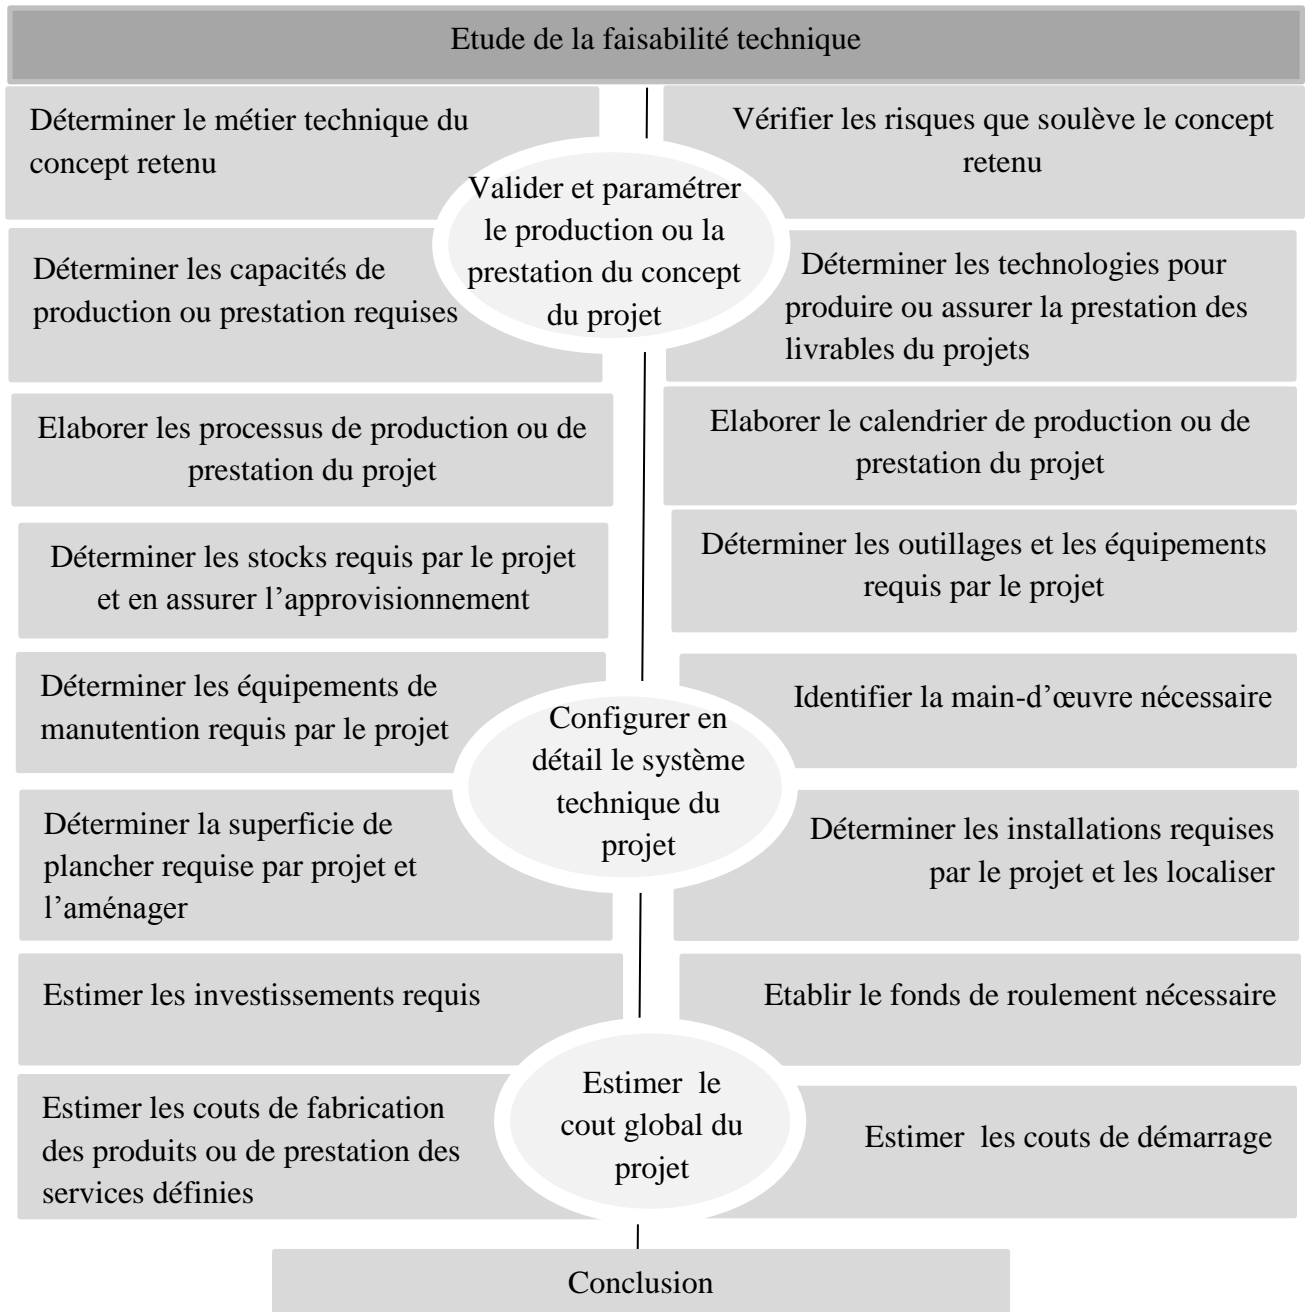 Etude de la faisabilité technique
Déterminer le métier technique du
concept retenu
Vérifier les risques que soulève le concept
retenu
Valider et paramétrer
le production ou la
prestation du concept
du projet
Déterminer les capacités de
production ou prestation requises
Déterminer les technologies pour
produire ou assurer la prestation des
livrables du projets
Elaborer les processus de production ou de
prestation du projet
Elaborer le calendrier de production ou de
prestation du projet
Déterminer les stocks requis par le projet
et en assurer l’approvisionnement
Déterminer les outillages et les équipements
requis par le projet
Déterminer les équipements de
manutention requis par le projet
Identifier la main-d’œuvre nécessaire
Configurer en
détail le système
technique du
projet
Déterminer la superficie de
plancher requise par projet et
l’aménager
Déterminer les installations requises
par le projet et les localiser
Estimer les investissements requis
Etablir le fonds de roulement nécessaire
Estimer le
cout global du
projet
Estimer les couts de fabrication
des produits ou de prestation des
services définies
Estimer les couts de démarrage
Conclusion